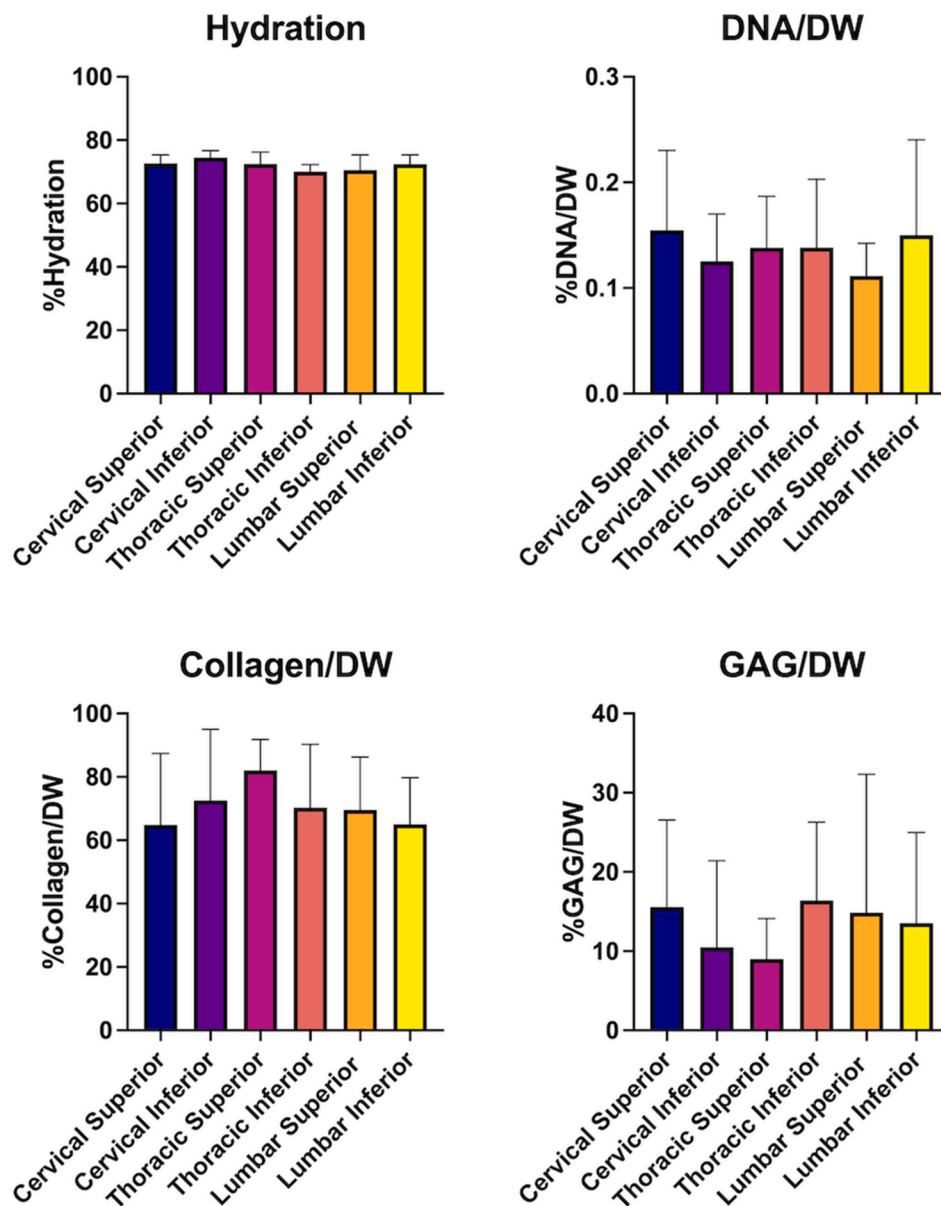 Hydration
%Hydration
100
80
60
40
20
0
Cervical Superior
Cervical Inferior
Thoracic Superior
Thoracic Inferior
Lumbar Superior
Lumbar Inferior
DNA/DW
%DNA/DW
0.3
0.2
0.1
0.0
Cervical Superior
Cervical Inferior
Thoracic Superior
Thoracic Inferior
Lumbar Superior
Lumbar Inferior
Collagen/DW
%Collagen/DW
100
80
60
40
20
0
Cervical Superior
Cervical Inferior
Thoracic Superior
Thoracic Inferior
Lumbar Superior
Lumbar Inferior
GAG/DW
%GAG/DW
40
30
20
10
0
Cervical Superior
Cervical Inferior
Thoracic Superior
Thoracic Inferior
Lumbar Superior
Lumbar Inferior